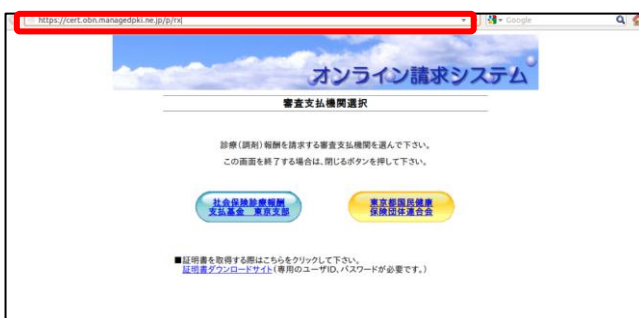 https://cert.obn.managedpki.ne.jp/p/rx
Google
オンライン請求システム
審査支払機関選択
診療(調剤)報酬を請求する審査支払機関を選んで下さい。
この画面を終了する場合は、閉じるボタンを押して下さい。
社会保険診療報酬
支払基金 東京支部
東京都国民健康
保険団体連合会
■証明書を取得する際はこちらをクリックして下さい。
証明書ダウンロードサイト(専用のユーザID、パスワードが必要です。)